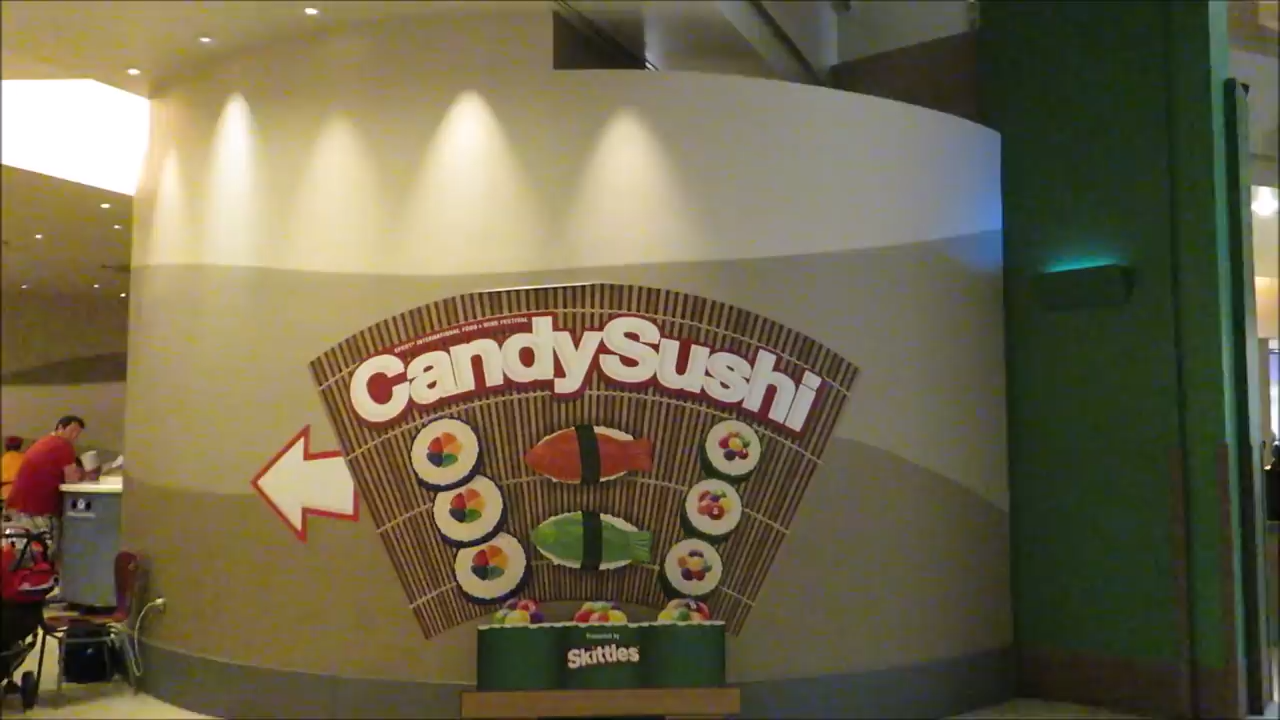 EPCOT® INTERNATIONAL FOOD & WINE FESTIVAL
CandySushi
Presented by
Skittles